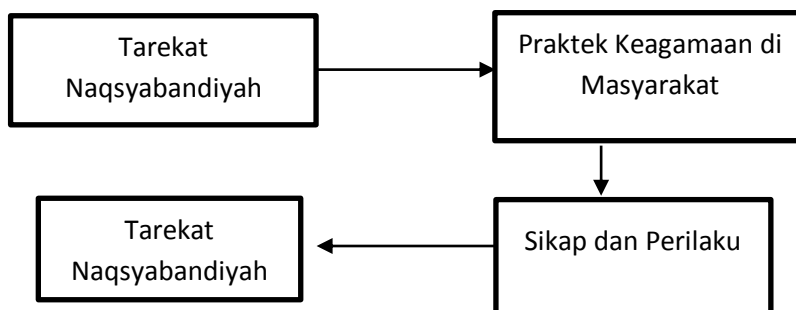 Tarekat
Naqsyabandiyah
Praktek Keagamaan di
Masyarakat
Tarekat
Naqsyabandiyah
Sikap dan Perilaku